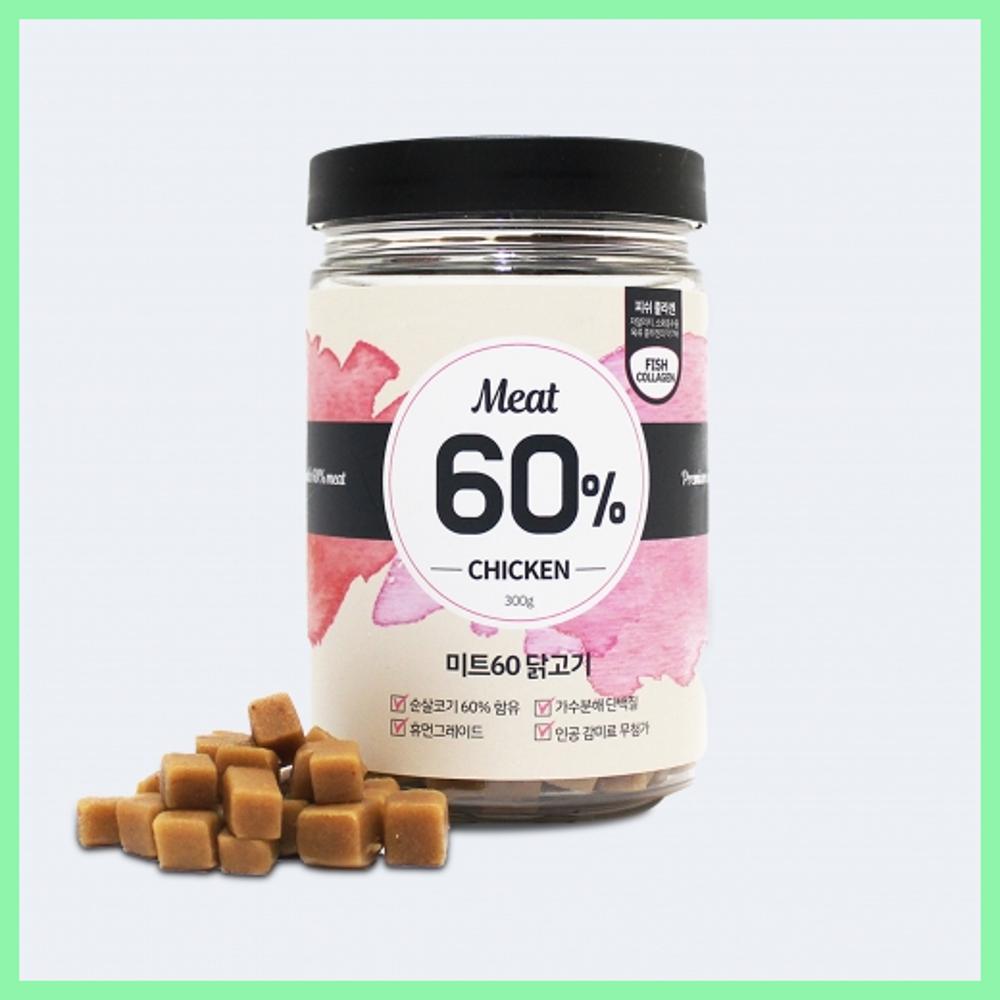 피쉬 콜라겐
FISH
COLLAGEN
Meat
60%
60% meat
CHICKEN
300g
미트60 닭고기
순살코기 60% 함유
가수분해 단백질
휴먼그레이드
인공 감미료 무첨가